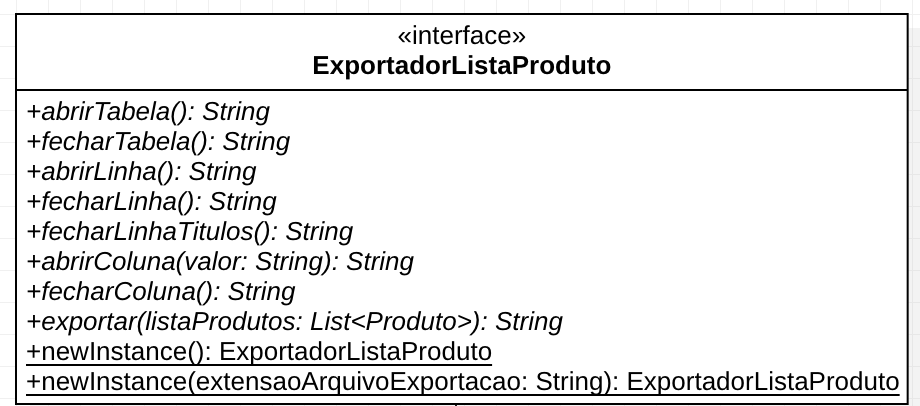 «interface»
ExportadorListaProduto
+abrirTabela(): String
+fecharTabela(): String
+abrirLinha(): String
+fecharLinha(): String
+fecharLinhaTitulos(): String
+abrirColuna(valor: String): String
+fecharColuna(): String
+exportar(listaProdutos: List<Produto>): String
+newInstance(): ExportadorListaProduto
+newInstance(extensaoArquivoExportacao: String): ExportadorListaProduto